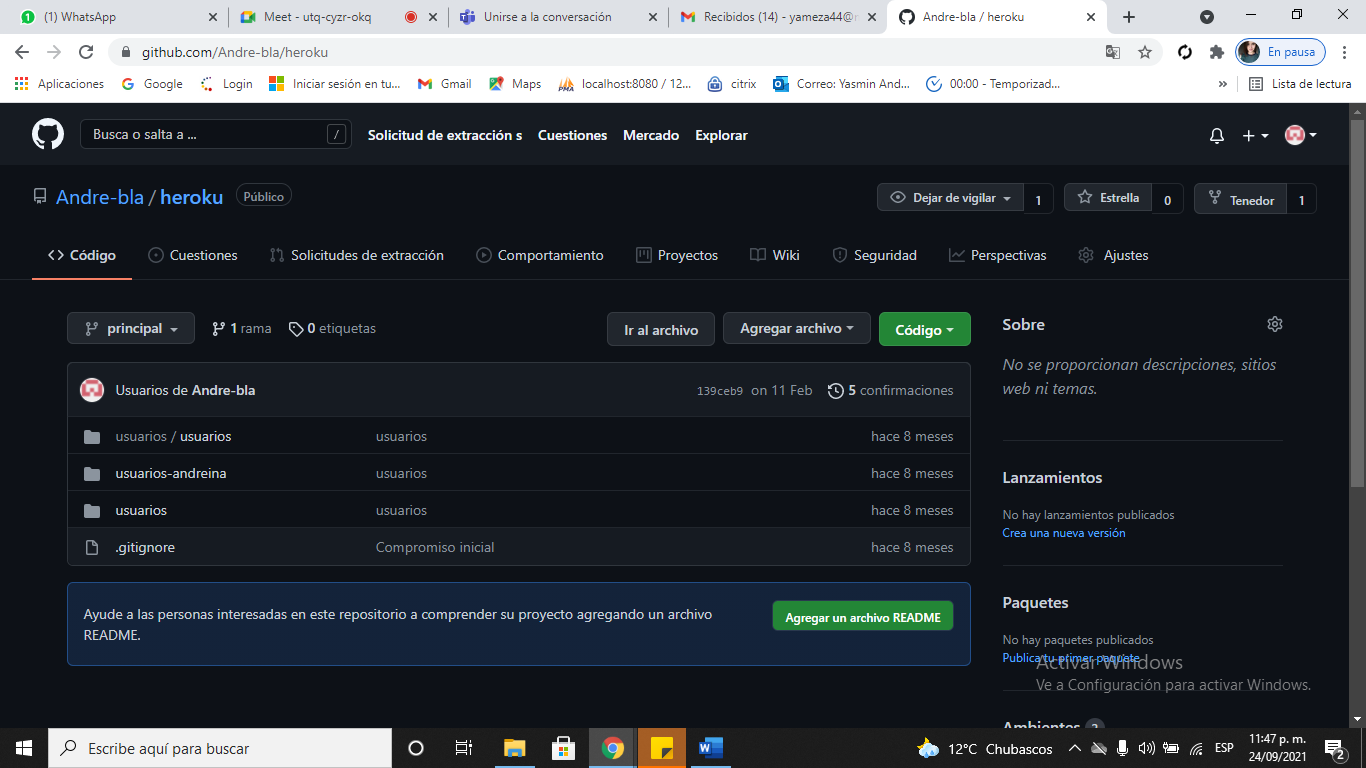 (1) WhatsApp
Meet - utq-cyzr-okq
Unirse a la conversación
Recibidos (14) - yameza44@
Andre-bla / heroku
github.com/Andre-bla/heroku
En pausa
Aplicaciones
Google
Login
Iniciar sesión en tu...
Gmail
Maps
localhost:8080 / 12...
citrix
Correo: Yasmin And...
00:00 - Temporizad...
»
Lista de lectura
Busca o salta a ...
/
Solicitud de extracción s
Cuestiones
Mercado
Explorar
Andre-bla / heroku
Público
Dejar de vigilar
1
Estrella
0
Tenedor
1
Código
Cuestiones
Solicitudes de extracción
Comportamiento
Proyectos
Wiki
Seguridad
Perspectivas
Ajustes
principal
1 rama
0 etiquetas
Ir al archivo
Agregar archivo
Código
Usuarios de Andre-bla
139ceb9 on 11 Feb
5 confirmaciones
usuarios / usuarios
usuarios
hace 8 meses
usuarios-andreina
usuarios
hace 8 meses
usuarios
usuarios
hace 8 meses
.gitignore
Compromiso inicial
hace 8 meses
Ayude a las personas interesadas en este repositorio a comprender su proyecto agregando un archivo
README.
Agregar un archivo README
Sobre
No se proporcionan descripciones, sitios
web ni temas.
Lanzamientos
No hay lanzamientos publicados
Crea una nueva versión
Paquetes
No hay paquetes publicados
Publica tu primer paquete
Activar Windows
Ve a Configuración para activar Windows.
Ambientes 2
Escribe aquí para buscar
12°C Chubascos
ESP
11:47 p. m.
24/09/2021
2